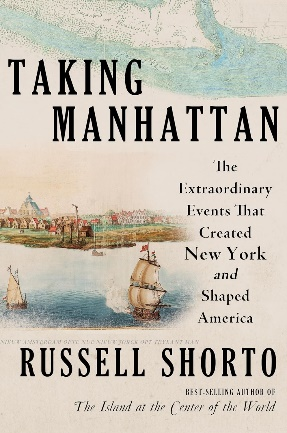 TAKING
MANHATTAN
The
Extraordinary
Events That
Created
New York
and
Shaped
America
RUSSELL SHORTO
BEST-SELLING AUTHOR OF
The Island at the Center of the World